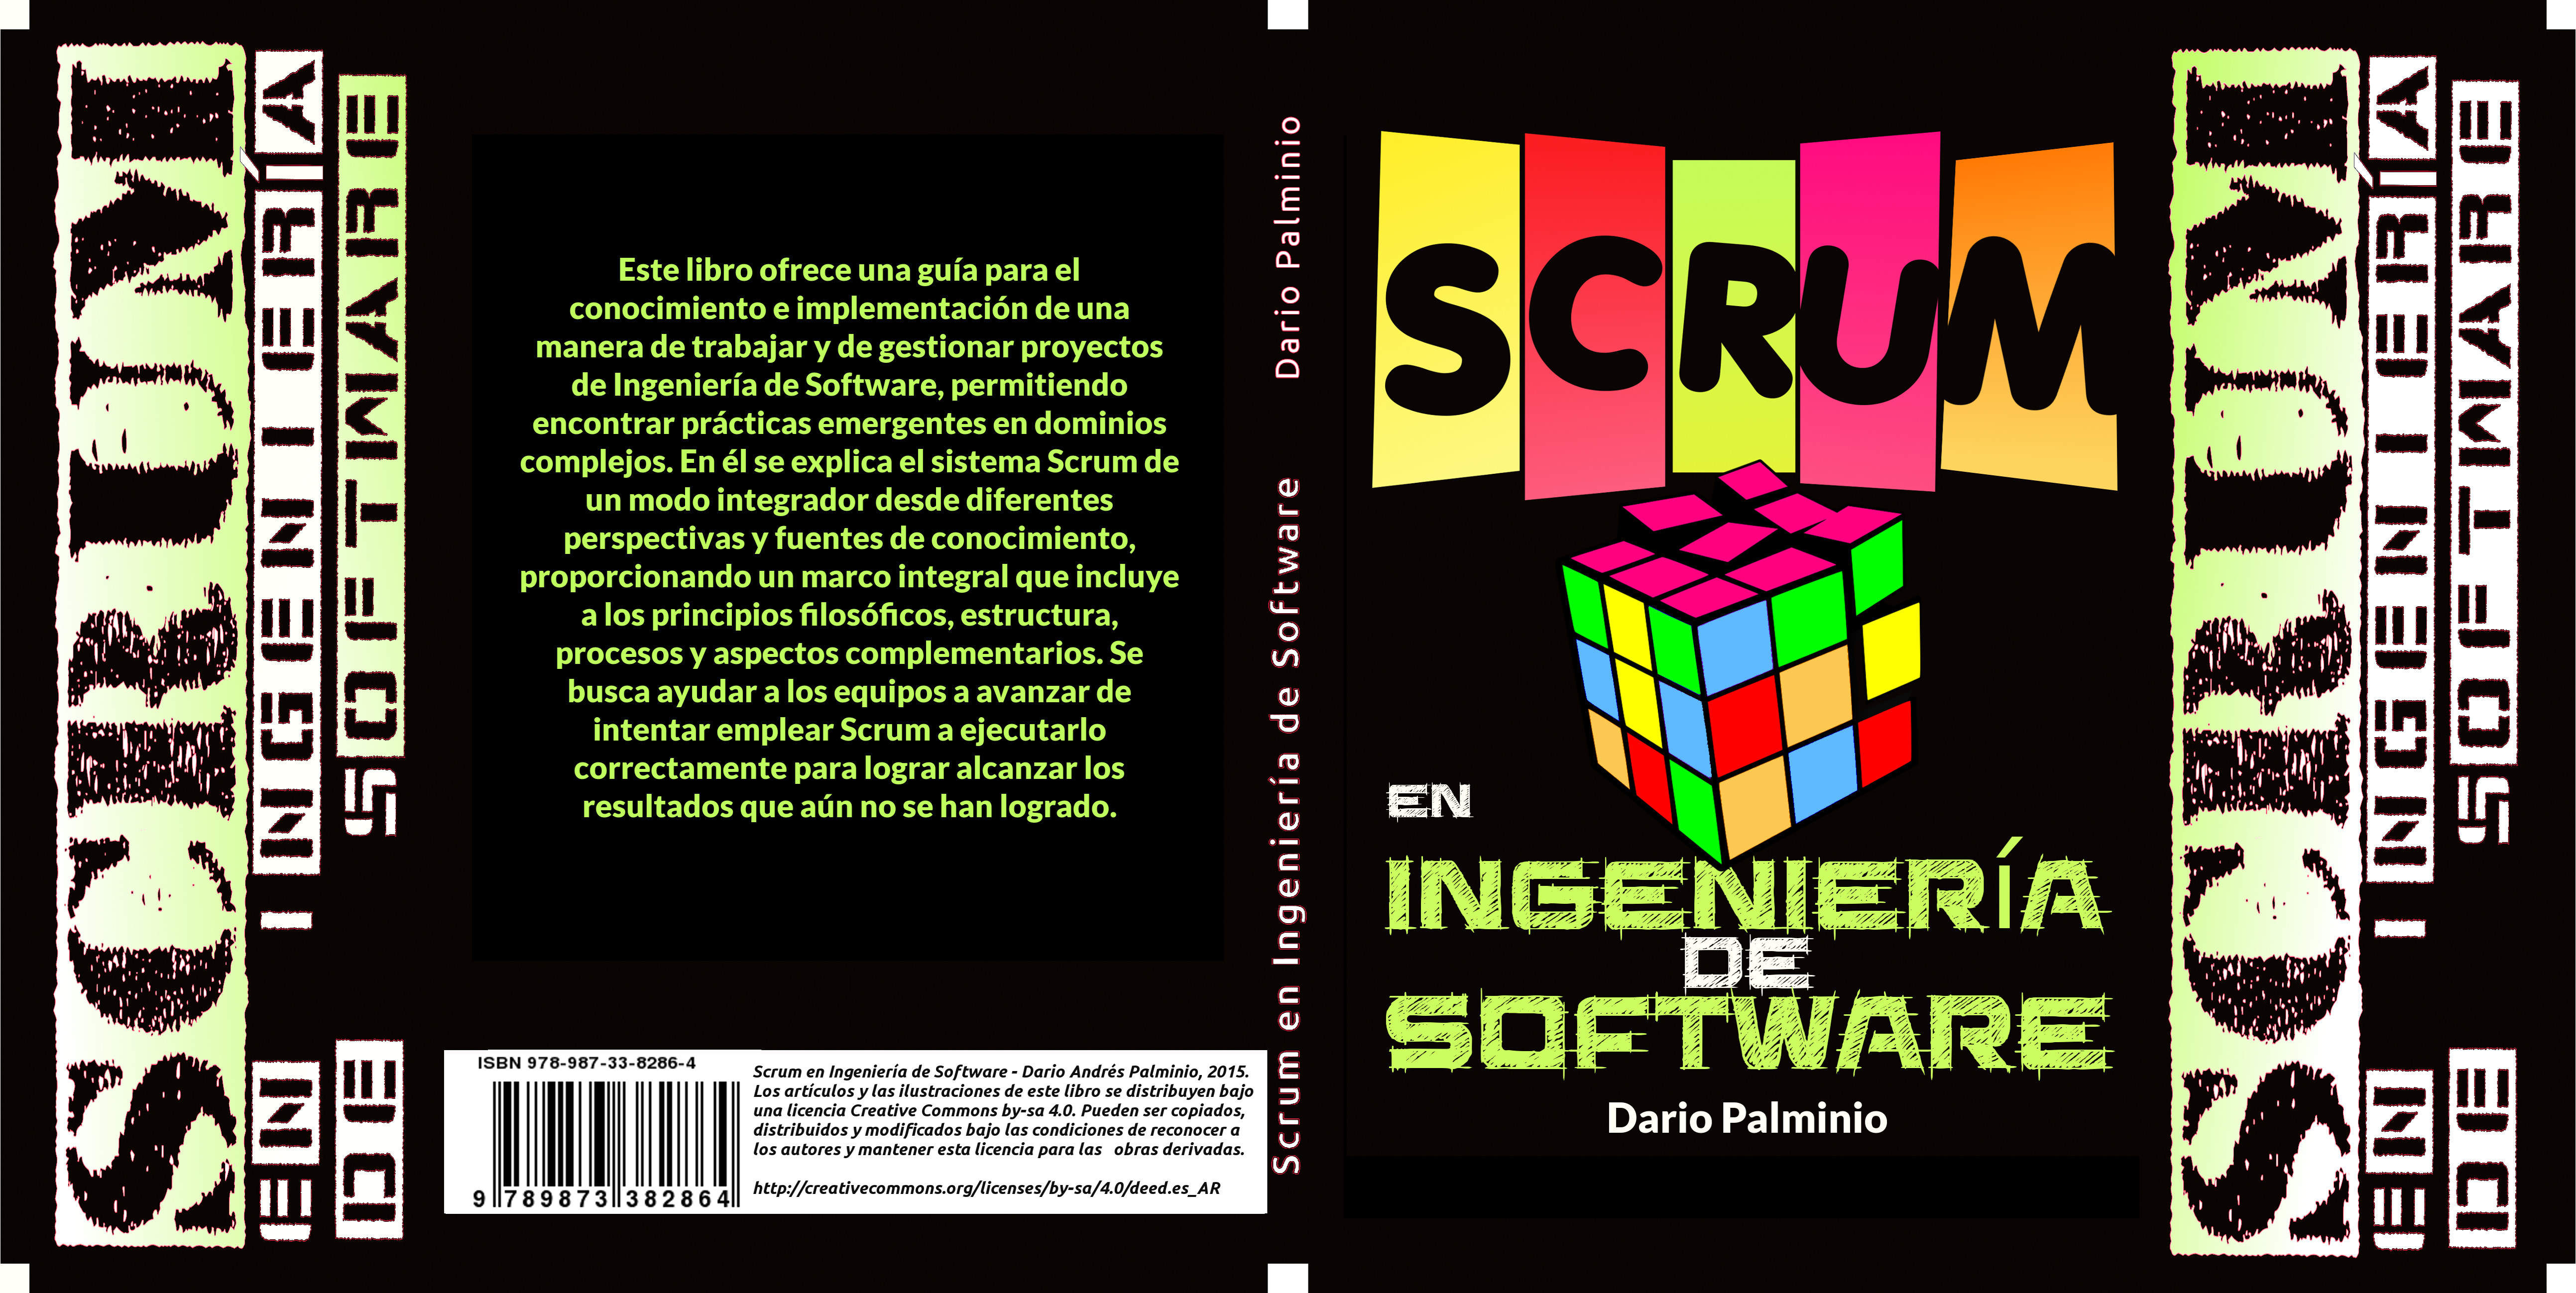 SCRUM
EN INGENIERÍA
DE SOFTWARE
Este libro ofrece una guía para el
conocimiento e implementación de una
manera de trabajar y de gestionar proyectos
de Ingeniería de Software, permitiendo
encontrar prácticas emergentes en dominios
complejos. En él se explica el sistema Scrum de
un modo integrador desde diferentes
perspectivas y fuentes de conocimiento,
proporcionando un marco integral que incluye
a los principios filosóficos, estructura,
procesos y aspectos complementarios. Se
busca ayudar a los equipos a avanzar de
intentar emplear Scrum a ejecutarlo
correctamente para lograr alcanzar los
resultados que aún no se han logrado.
ISBN 978-987-33-8286-4
9 789873 382864
Scrum en Ingeniería de Software - Dario Andrés Palminio, 2015.
Los artículos y las ilustraciones de este libro se distribuyen bajo
una licencia Creative Commons by-sa 4.0. Pueden ser copiados,
distribuidos y modificados bajo las condiciones de reconocer a
los autores y mantener esta licencia para las obras derivadas.
http://creativecommons.org/licenses/by-sa/4.0/deed.es_AR
Scrum en Ingeniería de Software Dario Palminio
SCRUM
EN
INGENIERÍA
DE
SOFTWARE
Dario Palminio
SCRUM
EN INGENIERÍA
DE SOFTWARE